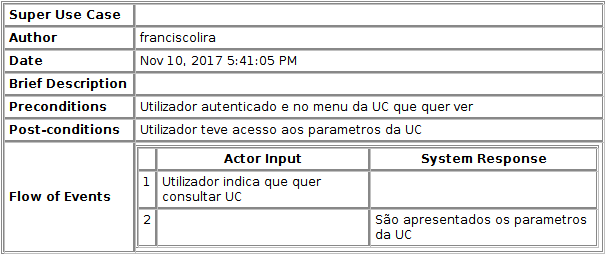 Super Use Case
Author franciscolira
Date Nov 10, 2017 5:41:05 PM
Brief Description
Preconditions Utilizador autenticado e no menu da UC que quer ver
Post-conditions Utilizador teve acesso aos parametros da UC
Flow of Events
Actor Input System Response
1 Utilizador indica que quer
consultar UC
2 São apresentados os parametros
da UC